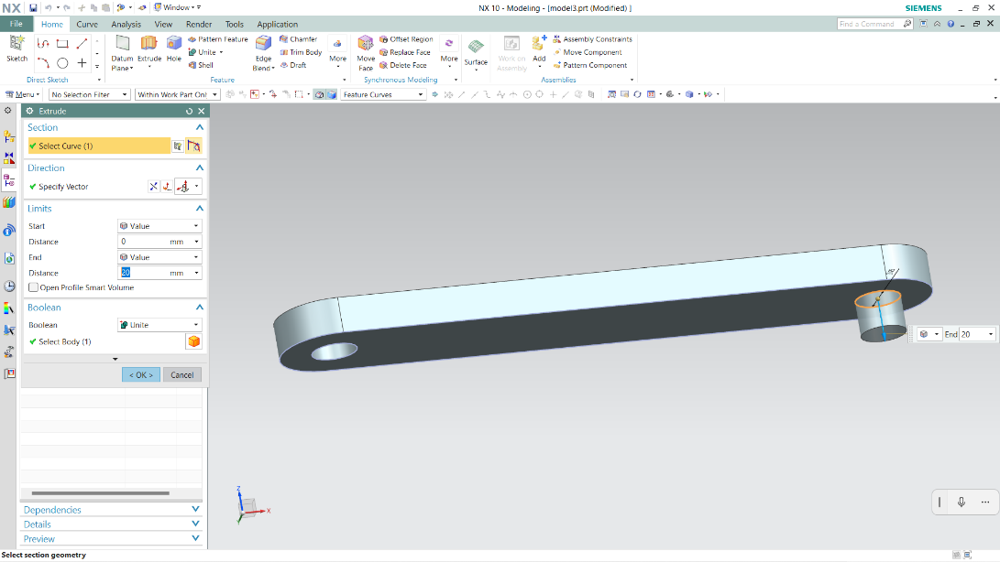 NX Window NX 10 - Modeling - [model3.prt (Modified) ] SIEMENS
File Home Curve Analysis View Render Tools Application Find a Command
Sketch Datum Plane Extrude Hole Pattern Feature Unite Shell Edge Blend Chamfer Trim Body Draft More Move Face Offset Region Replace Face Delete Face More Surface Work on Assembly Add Assembly Constraints Move Component Pattern Component
Direct Sketch Feature Synchronous Modeling Assemblies
Menu No Selection Filter Within Work Part Onl Feature Curves
Extrude
Section
Select Curve (1)
Direction
Specify Vector
Limits
Start Value
Distance 0 mm
End Value
Distance 20 mm
Open Profile Smart Volume
Boolean
Boolean Unite
Select Body (1)
End 20
< OK > Cancel
Z
X
Y
Dependencies
Details
Preview
Select section geometry